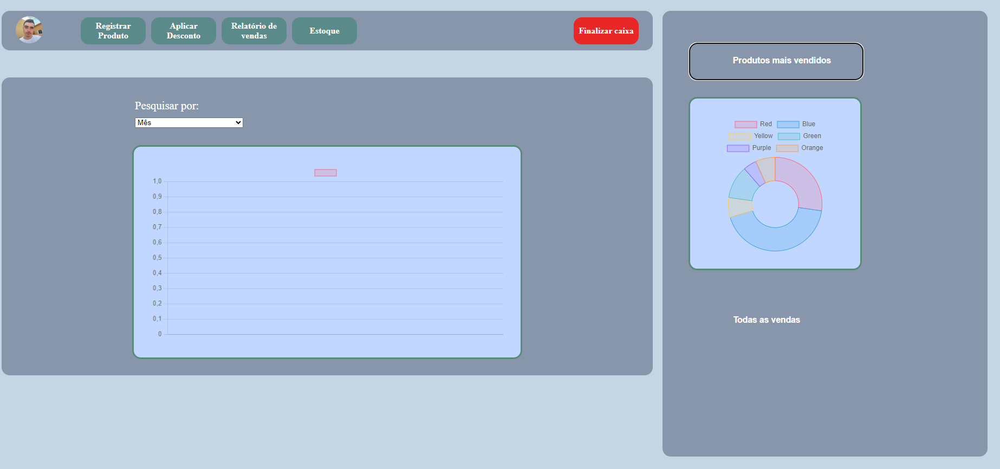 Registrar
Produto
Aplicar
Desconto
Relatório de
vendas
Estoque
Finalizar caixa
Pesquisar por:
Mês
1,0
0,9
0,8
0,7
0,6
0,5
0,4
0,3
0,2
0,1
0
Produtos mais vendidos
Red Blue
Yellow Green
Purple Orange
Todas as vendas